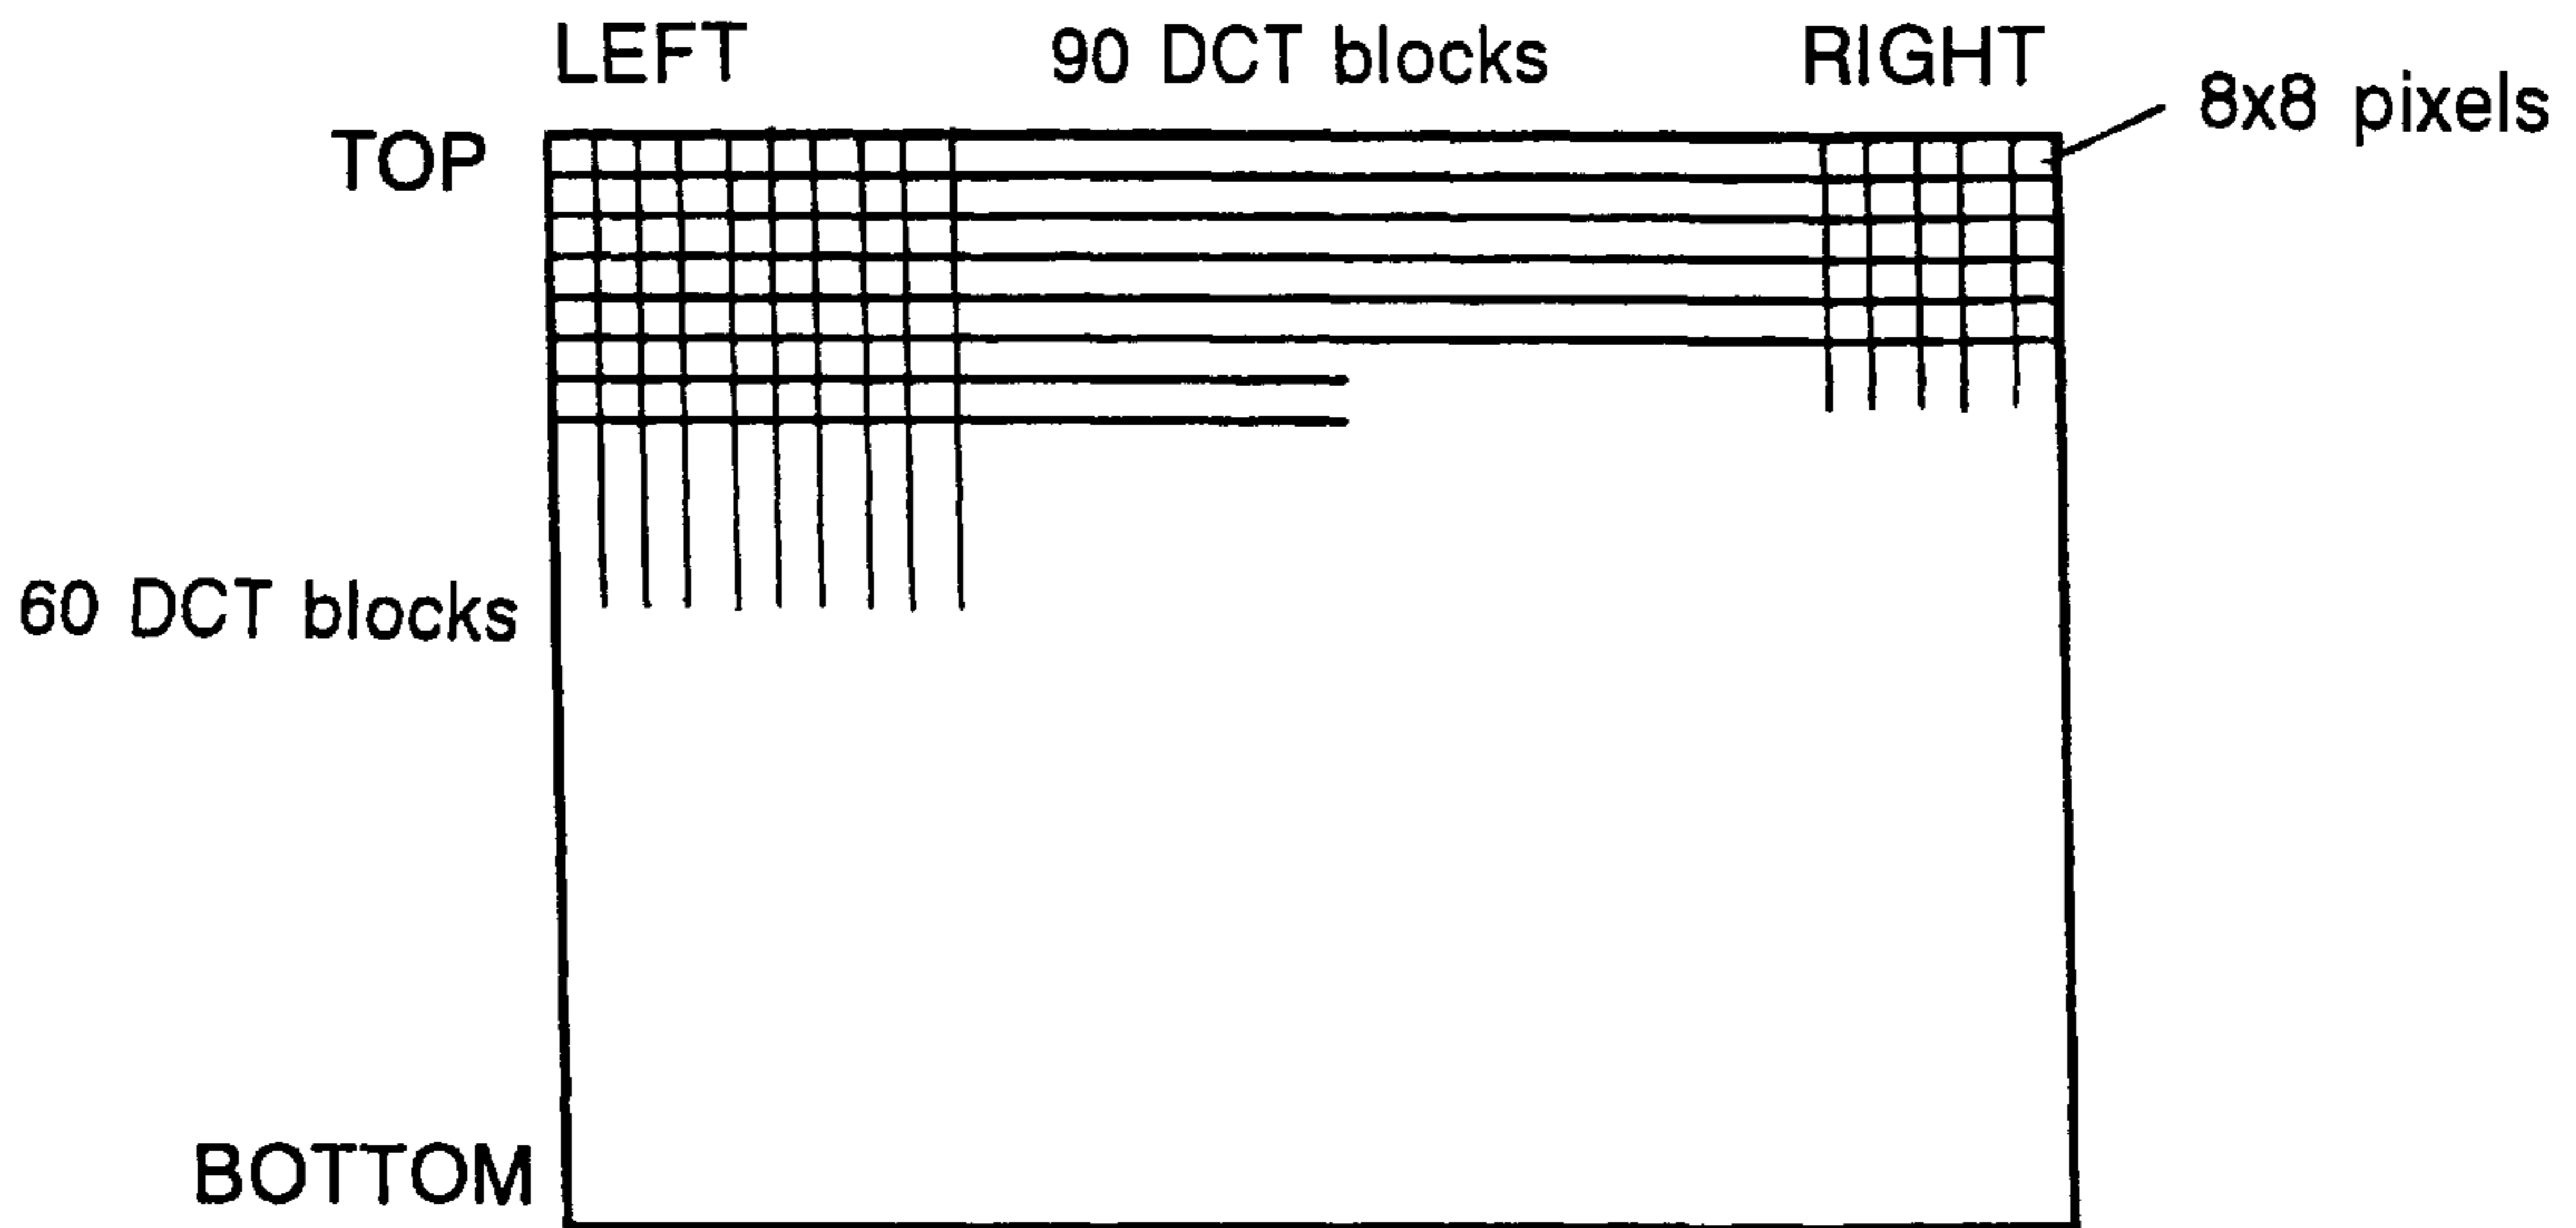 LEFT
90 DCT blocks
RIGHT
8x8 pixels
TOP
60 DCT blocks
BOTTOM